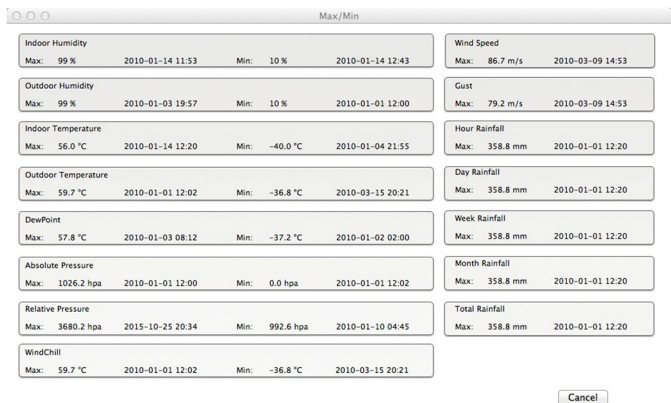 Max/Min
Indoor Humidity
Max: 99 % 2010-01-14 11:53 Min: 10 % 2010-01-14 12:43
Outdoor Humidity
Max: 99 % 2010-01-03 19:57 Min: 10 % 2010-01-01 12:00
Indoor Temperature
Max: 56.0 °C 2010-01-14 12:20 Min: -40.0 °C 2010-01-04 21:55
Outdoor Temperature
Max: 59.7 °C 2010-01-01 12:02 Min: -36.8 °C 2010-03-15 20:21
DewPoint
Max: 57.8 °C 2010-01-03 08:12 Min: -37.2 °C 2010-01-02 02:00
Absolute Pressure
Max: 1026.2 hpa 2010-01-01 12:00 Min: 0.0 hpa 2010-01-01 12:02
Relative Pressure
Max: 3680.2 hpa 2015-10-25 20:34 Min: 992.6 hpa 2010-01-10 04:45
WindChill
Max: 59.7 °C 2010-01-01 12:02 Min: -36.8 °C 2010-03-15 20:21
Wind Speed
Max: 86.7 m/s 2010-03-09 14:53
Gust
Max: 79.2 m/s 2010-03-09 14:53
Hour Rainfall
Max: 358.8 mm 2010-01-01 12:20
Day Rainfall
Max: 358.8 mm 2010-01-01 12:20
Week Rainfall
Max: 358.8 mm 2010-01-01 12:20
Month Rainfall
Max: 358.8 mm 2010-01-01 12:20
Total Rainfall
Max: 358.8 mm 2010-01-01 12:20
Cancel